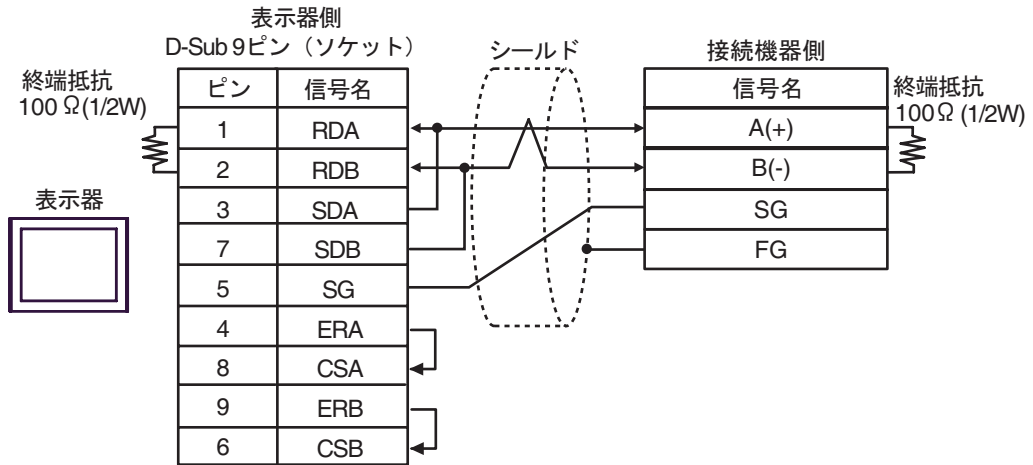 表示器側
D-Sub 9ピン（ソケット）
シールド
接続機器側
終端抵抗
100 Ω(1/2W)
ピン 信号名
信号名
終端抵抗
100Ω (1/2W)
1 RDA
A(+)
2 RDB
B(-)
表示器
3 SDA
SG
7 SDB
FG
5 SG
4 ERA
8 CSA
9 ERB
6 CSB